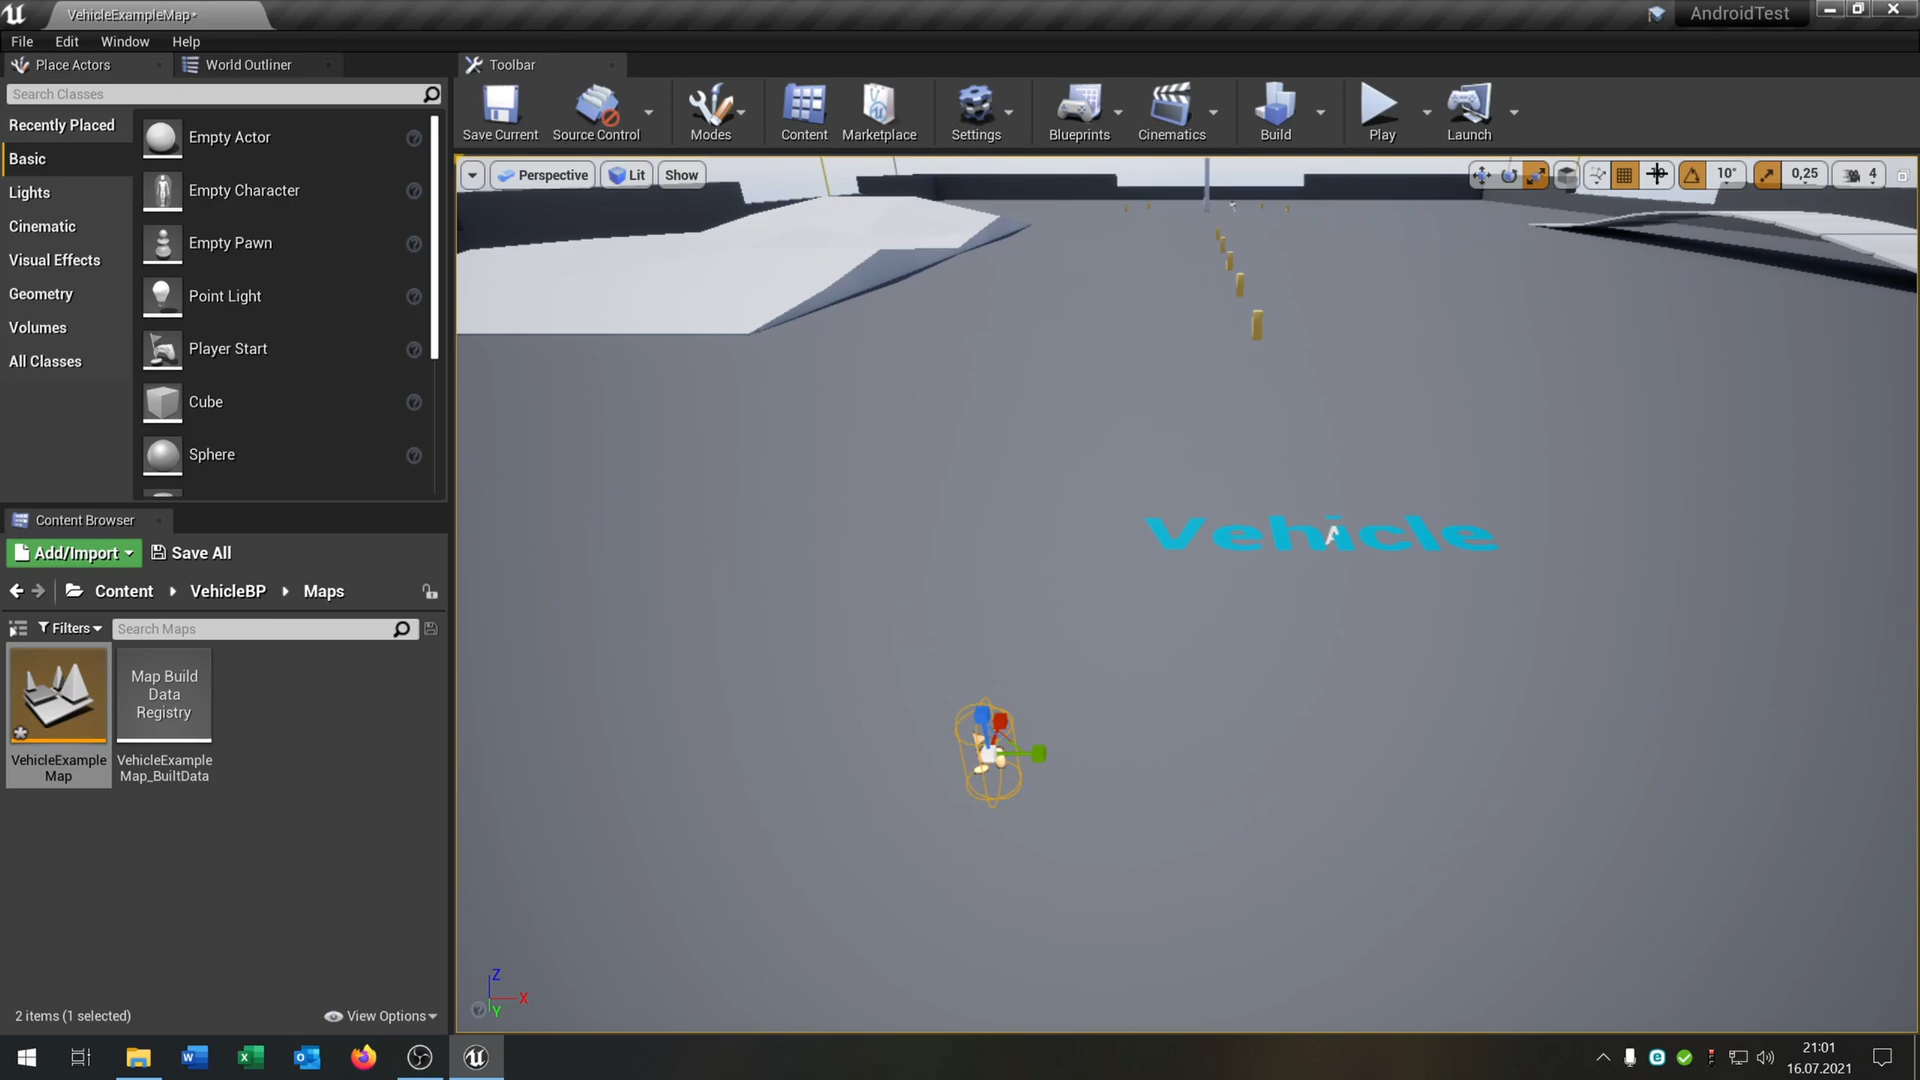 VehicleExampleMap*
AndroidTest
File Edit Window Help
Place Actors
World Outliner
Toolbar
Search Classes
Recently Placed
Basic
Lights
Cinematic
Visual Effects
Geometry
Volumes
All Classes
Empty Actor
Empty Character
Empty Pawn
Point Light
Player Start
Cube
Sphere
Save Current
Source Control
Modes
Content
Marketplace
Settings
Blueprints
Cinematics
Build
Play
Launch
Perspective
Lit
Show
10
10°
0,25
4
Vehicle
A
Content Browser
Add/Import
Save All
Content
VehicleBP
Maps
Filters
Search Maps
Map Build
Data
Registry
VehicleExample
Map
VehicleExample
Map_BuiltData
2 items (1 selected)
View Options
Z
X
Y
21:01
16.07.2021